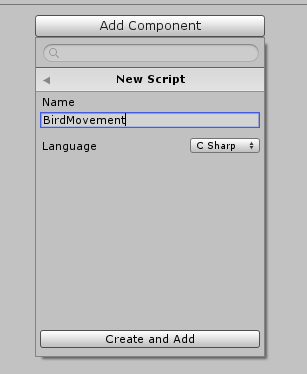 Add Component
New Script
Name
BirdMovement
Language C Sharp
Create and Add